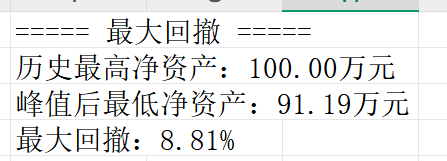 ===== 最大回撤 =====
历史最高净资产：100.00万元
峰值后最低净资产：91.19万元
最大回撤：8.81%